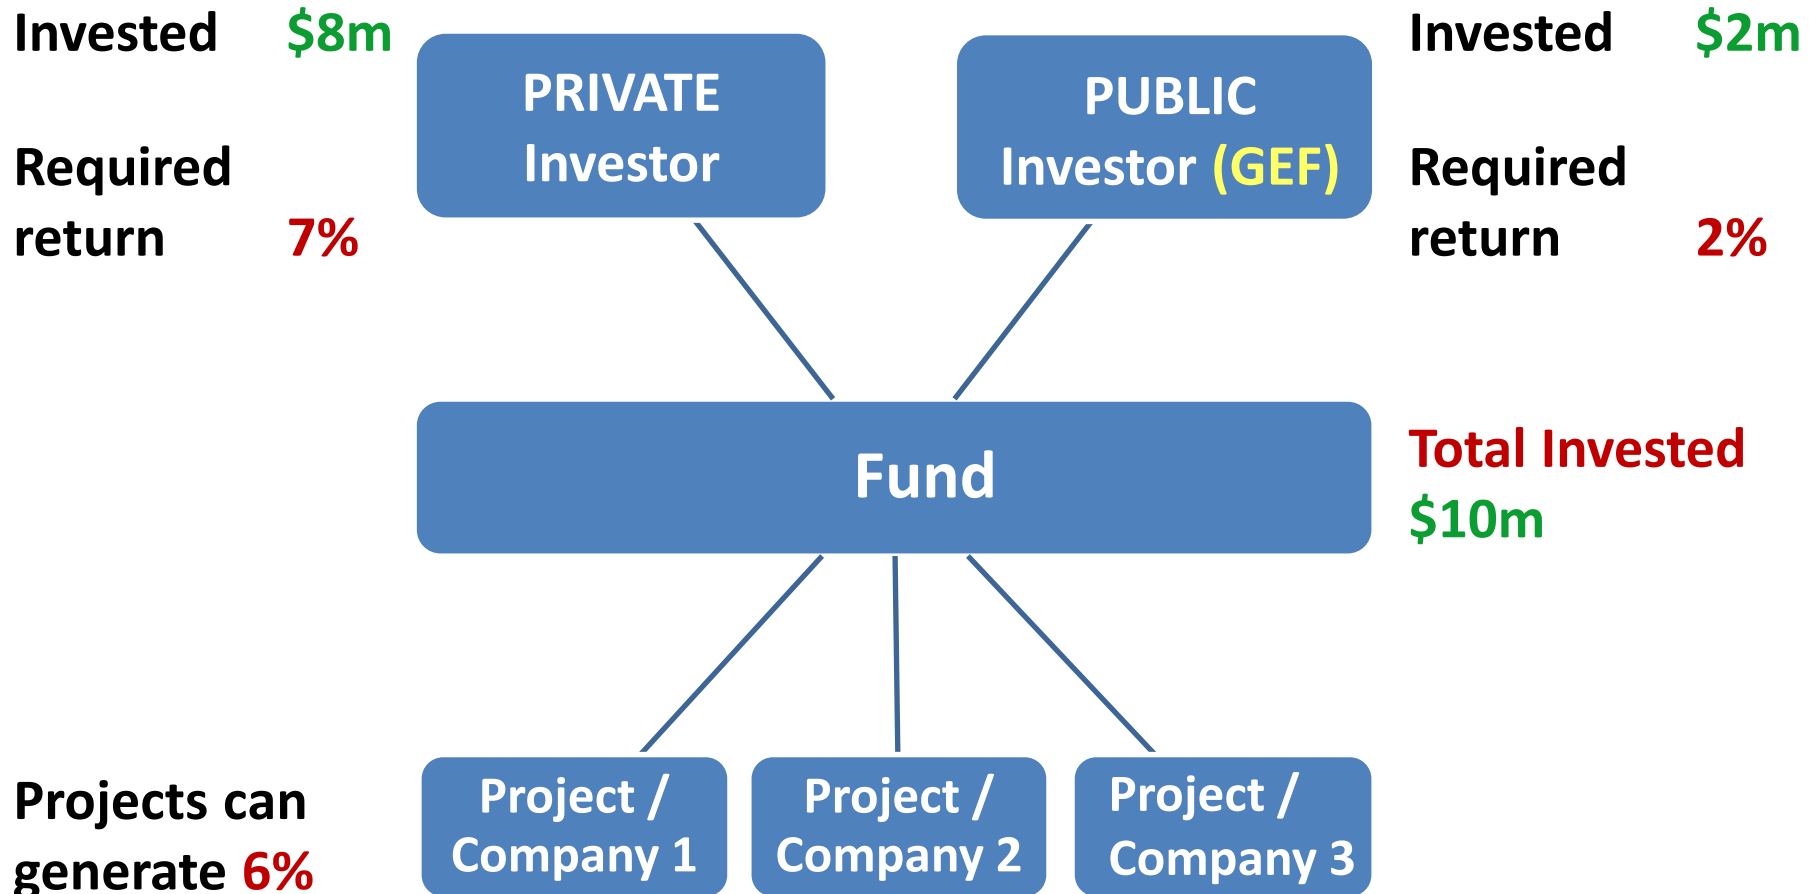 Invested $8m
Required
return 7%
PRIVATE
Investor
PUBLIC
Investor (GEF)
Invested $2m
Required
return 2%
Fund
Total Invested
$10m
Projects can
generate 6%
Project /
Company 1
Project /
Company 2
Project /
Company 3